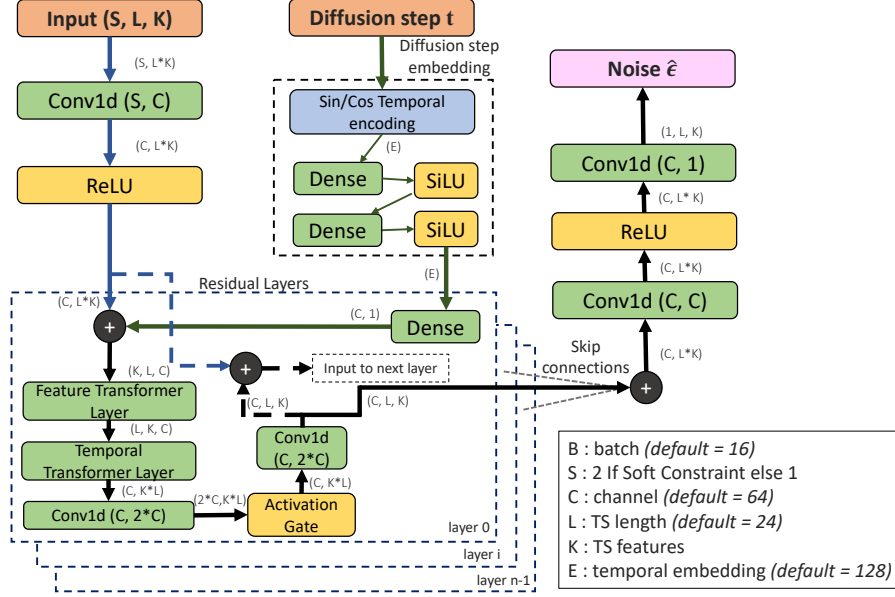 Input (S, L, K)
(S, L*K)
Conv1d (S, C)
(C, L*K)
ReLU
(C, L*K)
Diffusion step t
Diffusion step
embedding
Sin/Cos Temporal
encoding
(E)
Dense
SiLU
Dense
SiLU
(E)
Dense
(C, 1)
Residual Layers
+
(K, L, C)
Feature Transformer
Layer
(L, K, C)
Temporal
Transformer Layer
(C, K*L)
Conv1d (C, 2*C)
(2*C,K*L)
Activation
Gate
(C, K*L)
Conv1d
(C, 2*C)
(C, L, K)
(C, L, K)
+
Input to next layer
layer 0
layer i
layer n-1
Skip
connections
+
(C, L*K)
Conv1d (C, C)
(C, L*K)
ReLU
(C, L* K)
Conv1d (C, 1)
(1, L, K)
Noise ε̂
B : batch (default = 16)
S : 2 If Soft Constraint else 1
C : channel (default = 64)
L : TS length (default = 24)
K : TS features
E : temporal embedding (default = 128)